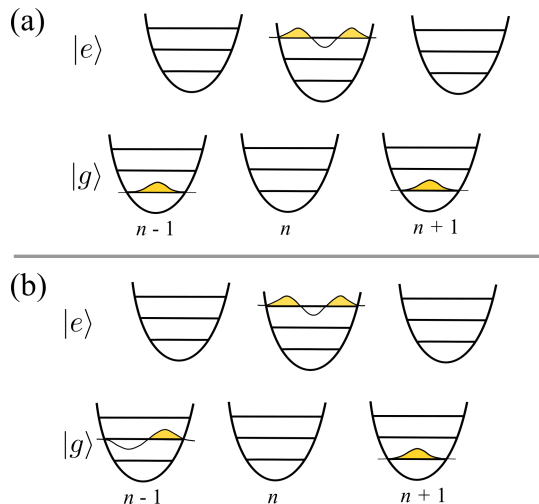 (a)
|e⟩
|g⟩
n - 1 n n + 1
(b)
|e⟩
|g⟩
n - 1 n n + 1